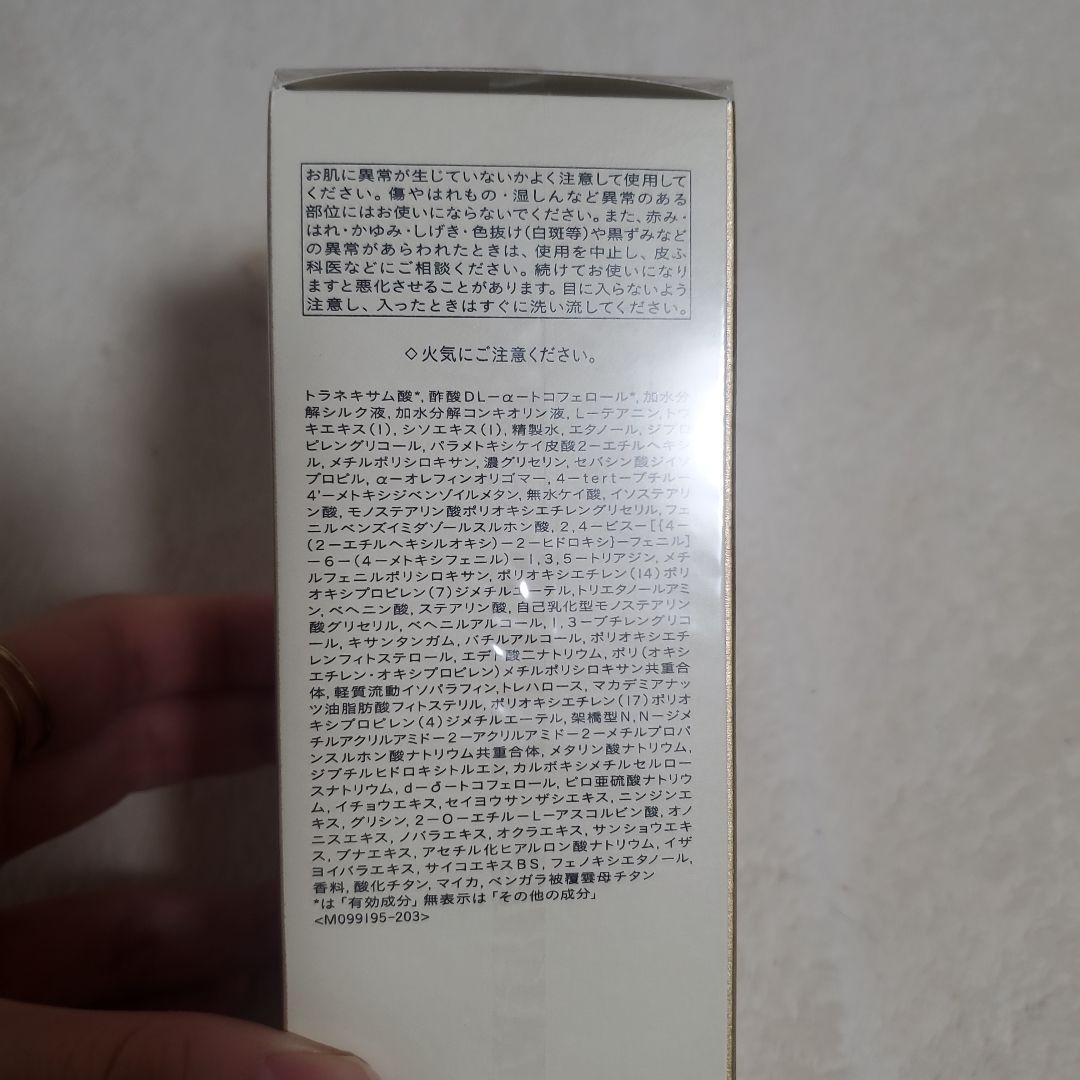 お肌に異常が生じていないかよく注意して使用して
ください。傷やはれもの・湿しんなど異常のある
部位にはお使いにならないでください。また、赤み・
はれ・かゆみ・しげき・色抜け(白斑等)や黒ずみなど
の異常があらわれたときは、使用を中止し、皮ふ
科医などにご相談ください。続けてお使いになり
ますと悪化させることがあります。目に入らないよう
注意し、入ったときはすぐに洗い流してください。
◇火気にご注意ください。
トラネキサム酸*, 酢酸DL-α-トコフェロール*, 加水分
解シルク液, 加水分解コンキオリン液, L-テアニン, トウ
キエキス(1), シソエキス(1), 精製水, エタノール, ジプロ
ピレングリコール, パラメトキシケイ皮酸2-エチルヘキシ
ル, メチルポリシロキサン, 濃グリセリン, セバシン酸ジイソ
プロピル, α-オレフィンオリゴマー, 4-tert-ブチル-
4'-メトキシジベンゾイルメタン, 無水ケイ酸, イソステアリ
ン酸, モノステアリン酸ポリオキシエチレングリセリル, フェ
ニルベンズイミダゾールスルホン酸, 2,4-ビス-[{4-
(2-エチルヘキシルオキシ)-2-ヒドロキシ}-フェニル]
-6-(4-メトキシフェニル)-1,3,5-トリアジン, メチ
ルフェニルポリシロキサン, ポリオキシエチレン(14)ポリ
オキシプロピレン(7)ジメチルエーテル, トリエタノールアミ
ン, ベヘニン酸, ステアリン酸, 自己乳化型モノステアリン
酸グリセリル, ベヘニルアルコール, 1,3-ブチレングリコ
ール, キサンタンガム, バチルアルコール, ポリオキシエチ
レンフィトステロール, エデト酸二ナトリウム, ポリ(オキシ
エチレン・オキシプロピレン)メチルポリシロキサン共重合
体, 軽質流動イソパラフィン, トレハロース, マカデミアナッ
ツ油脂肪酸フィトステリル, ポリオキシエチレン(17)ポリオ
キシプロピレン(4)ジメチルエーテル, 架橋型N,N-ジメ
チルアクリルアミド-2-アクリルアミド-2-メチルプロパ
ンスルホン酸ナトリウム共重合体, メタリン酸ナトリウム,
ジブチルヒドロキシトルエン, カルボキシメチルセルロー
スナトリウム, d-δ-トコフェロール, ピロ亜硫酸ナトリウ
ム, イチョウエキス, セイヨウサンザシエキス, ニンジンエ
キス, グリシン, 2-O-エチル-L-アスコルビン酸, オノ
ニスエキス, ノバラエキス, オクラエキス, サンショウエキ
ス, ブナエキス, アセチル化ヒアルロン酸ナトリウム, イザ
ヨイバラエキス, サイコエキスBS, フェノキシエタノール,
香料, 酸化チタン, マイカ, ベンガラ被覆雲母チタン
*は「有効成分」無表示は「その他の成分」
<M099195-203>